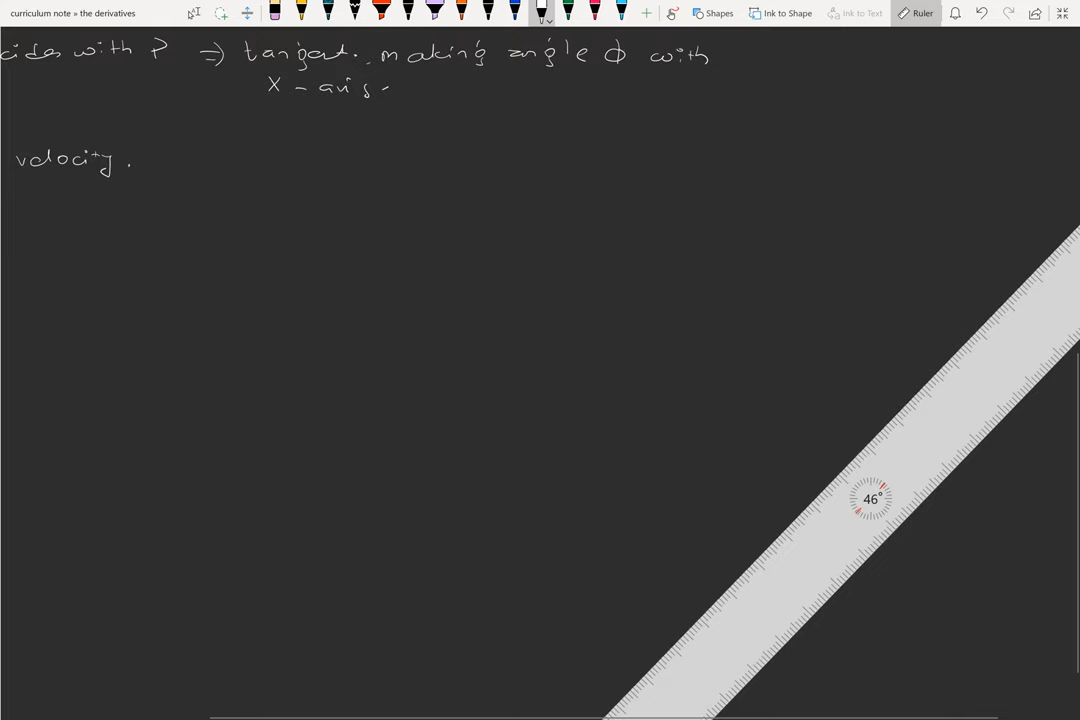 curriculum note » the derivatives
Shapes Ink to Shape Ink to Text Ruler
cides with P ⇒ tangent. making angle ϕ with
X - axis -
velocity.
46°